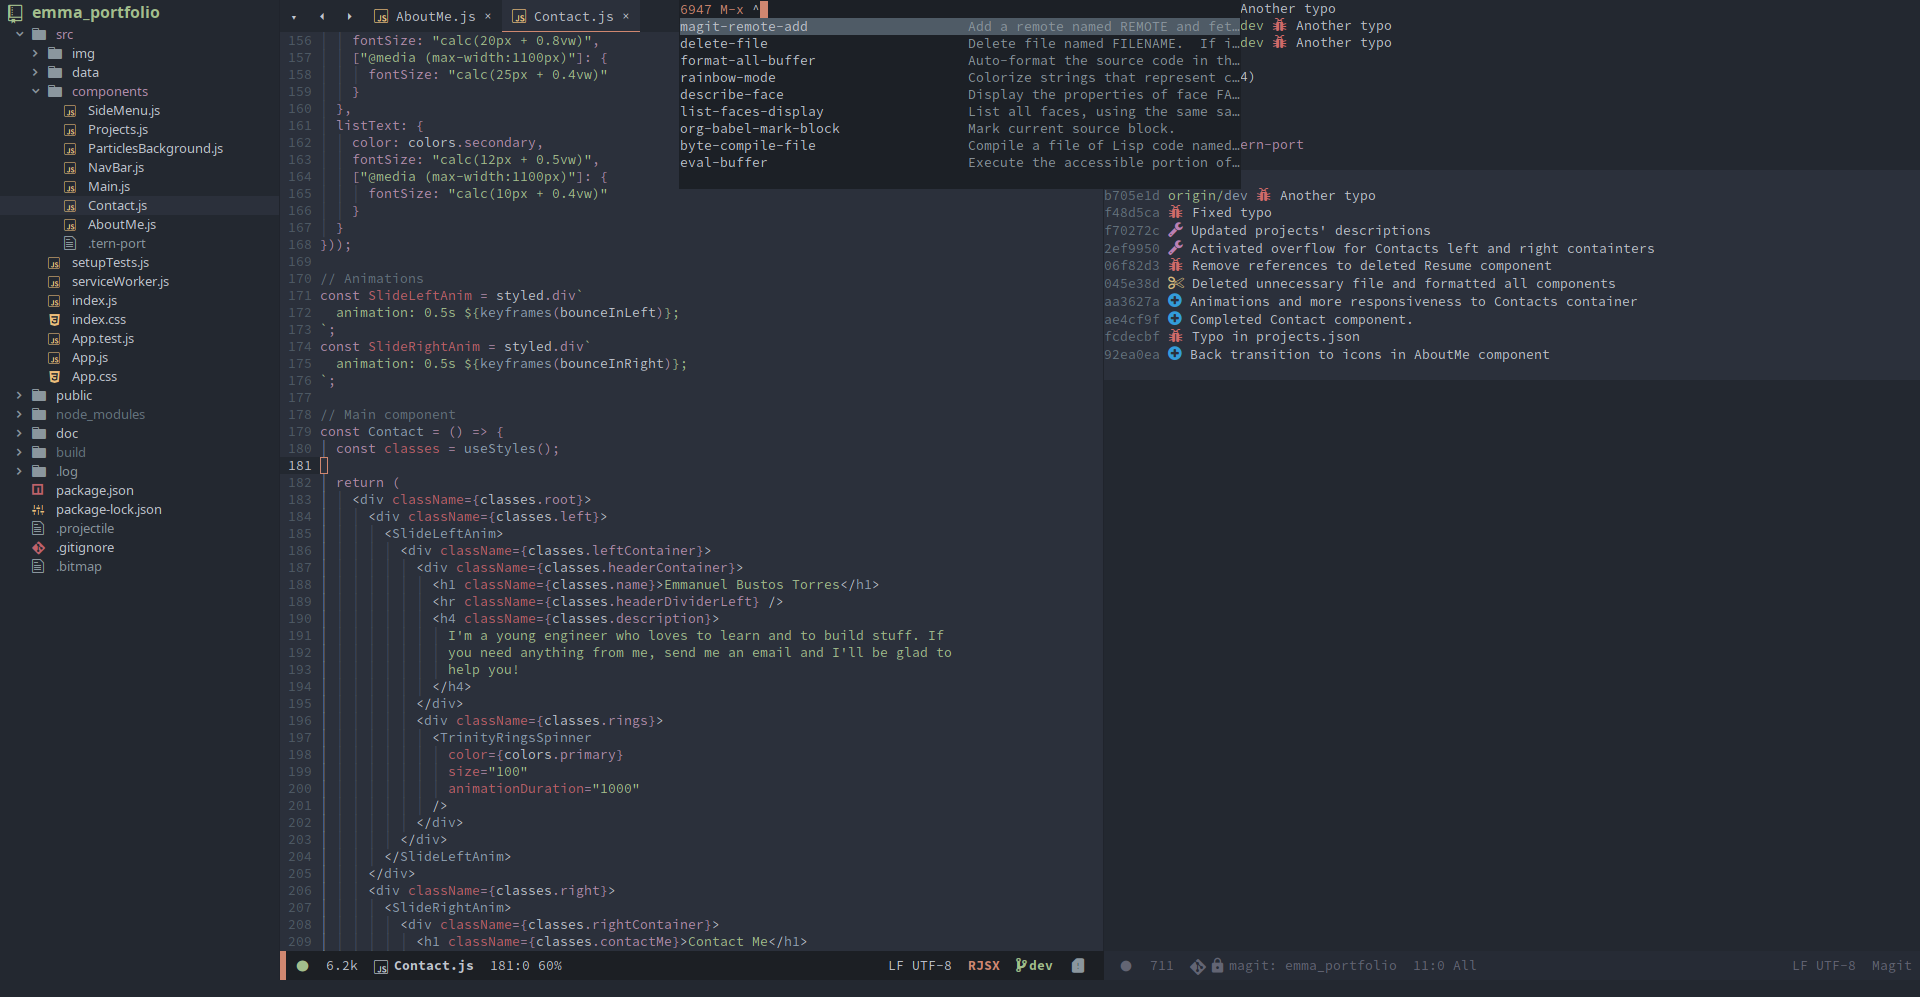 emma_portfolio
src
img
data
components
SideMenu.js
Projects.js
ParticlesBackground.js
NavBar.js
Main.js
Contact.js
AboutMe.js
.tern-port
setupTests.js
serviceWorker.js
index.js
index.css
App.test.js
App.js
App.css
public
node_modules
doc
build
.log
package.json
package-lock.json
.projectile
.gitignore
.bitmap
AboutMe.js ×
Contact.js ×
156 fontSize: "calc(20px + 0.8vw)",
157 ["@media (max-width:1100px)"]: {
158 fontSize: "calc(25px + 0.4vw)"
159 }
160 },
161 listText: {
162 color: colors.secondary,
163 fontSize: "calc(12px + 0.5vw)",
164 ["@media (max-width:1100px)"]: {
165 fontSize: "calc(10px + 0.4vw)"
166 }
167 }
168 }));
169
170 // Animations
171 const SlideLeftAnim = styled.div`
172 animation: 0.5s ${keyframes(bounceInLeft)};
173 `;
174 const SlideRightAnim = styled.div`
175 animation: 0.5s ${keyframes(bounceInRight)};
176 `;
177
178 // Main component
179 const Contact = () => {
180 const classes = useStyles();
181
182 return (
183 <div className={classes.root}>
184 <div className={classes.left}>
185 <SlideLeftAnim>
186 <div className={classes.leftContainer}>
187 <div className={classes.headerContainer}>
188 <h1 className={classes.name}>Emmanuel Bustos Torres</h1>
189 <hr className={classes.headerDividerLeft} />
190 <h4 className={classes.description}>
191 I'm a young engineer who loves to learn and to build stuff. If
192 you need anything from me, send me an email and I'll be glad to
193 help you!
194 </h4>
195 </div>
196 <div className={classes.rings}>
197 <TrinityRingsSpinner
198 color={colors.primary}
199 size="100"
200 animationDuration="1000"
201 />
202 </div>
203 </div>
204 </SlideLeftAnim>
205 </div>
206 <div className={classes.right}>
207 <SlideRightAnim>
208 <div className={classes.rightContainer}>
209 <h1 className={classes.contactMe}>Contact Me</h1>
6.2k Contact.js 181:0 60% LF UTF-8 RJSX dev
6947 M-x ^
magit-remote-add Add a remote named REMOTE and fet…
delete-file Delete file named FILENAME. If i…
format-all-buffer Auto-format the source code in th…
rainbow-mode Colorize strings that represent c…
describe-face Display the properties of face FA…
list-faces-display List all faces, using the same sa…
org-babel-mark-block Mark current source block.
byte-compile-file Compile a file of Lisp code named…
eval-buffer Execute the accessible portion of…
Another typo
dev Another typo
dev Another typo
4)
ern-port
b705e1d origin/dev Another typo
f48d5ca Fixed typo
f70272c Updated projects' descriptions
2ef9950 Activated overflow for Contacts left and right containters
06f82d3 Remove references to deleted Resume component
045e38d Deleted unnecessary file and formatted all components
aa3627a Animations and more responsiveness to Contacts container
ae4cf9f Completed Contact component.
fcdecbf Typo in projects.json
92ea0ea Back transition to icons in AboutMe component
711 magit: emma_portfolio 11:0 All LF UTF-8 Magit